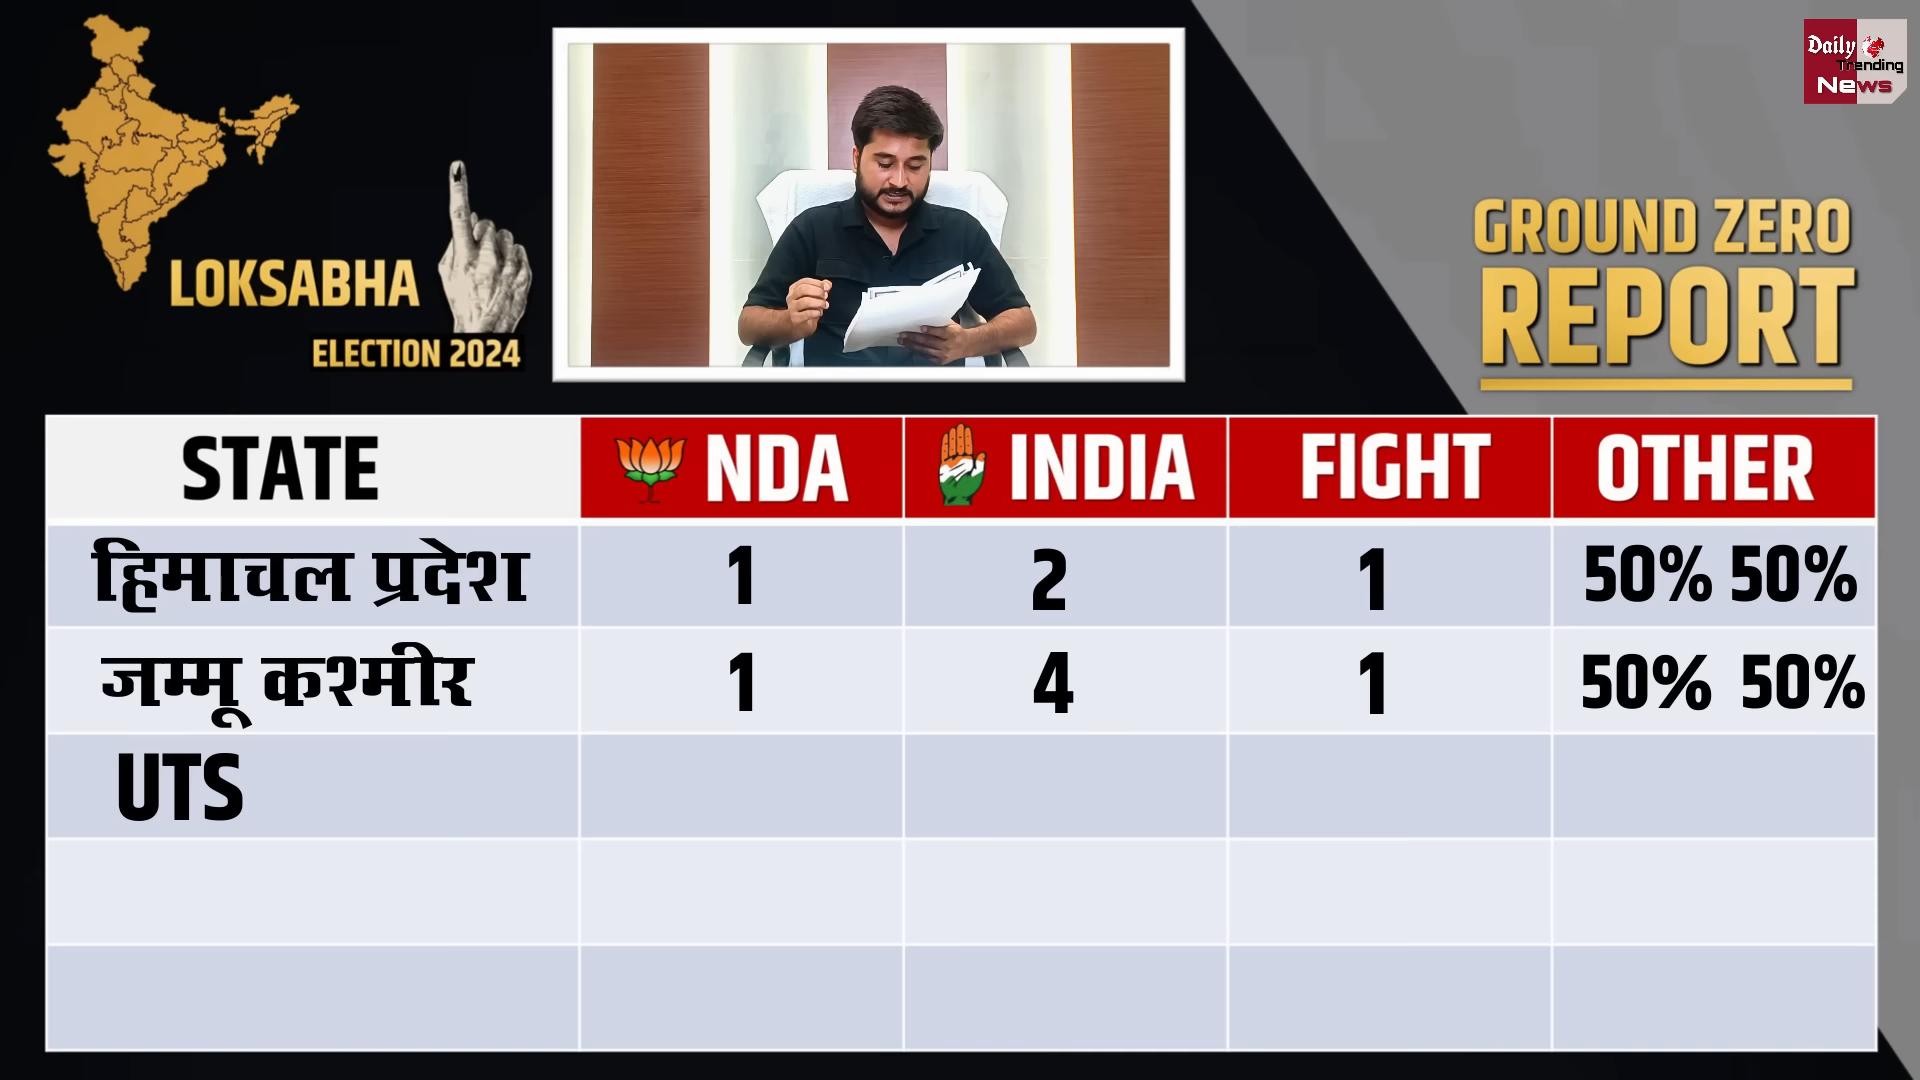 Daily
Trending
News
LOKSABHA
ELECTION 2024
GROUND ZERO
REPORT
STATE NDA INDIA FIGHT OTHER
हिमाचल प्रदेश 1 2 1 50% 50%
जम्मू कश्मीर 1 4 1 50% 50%
UTS